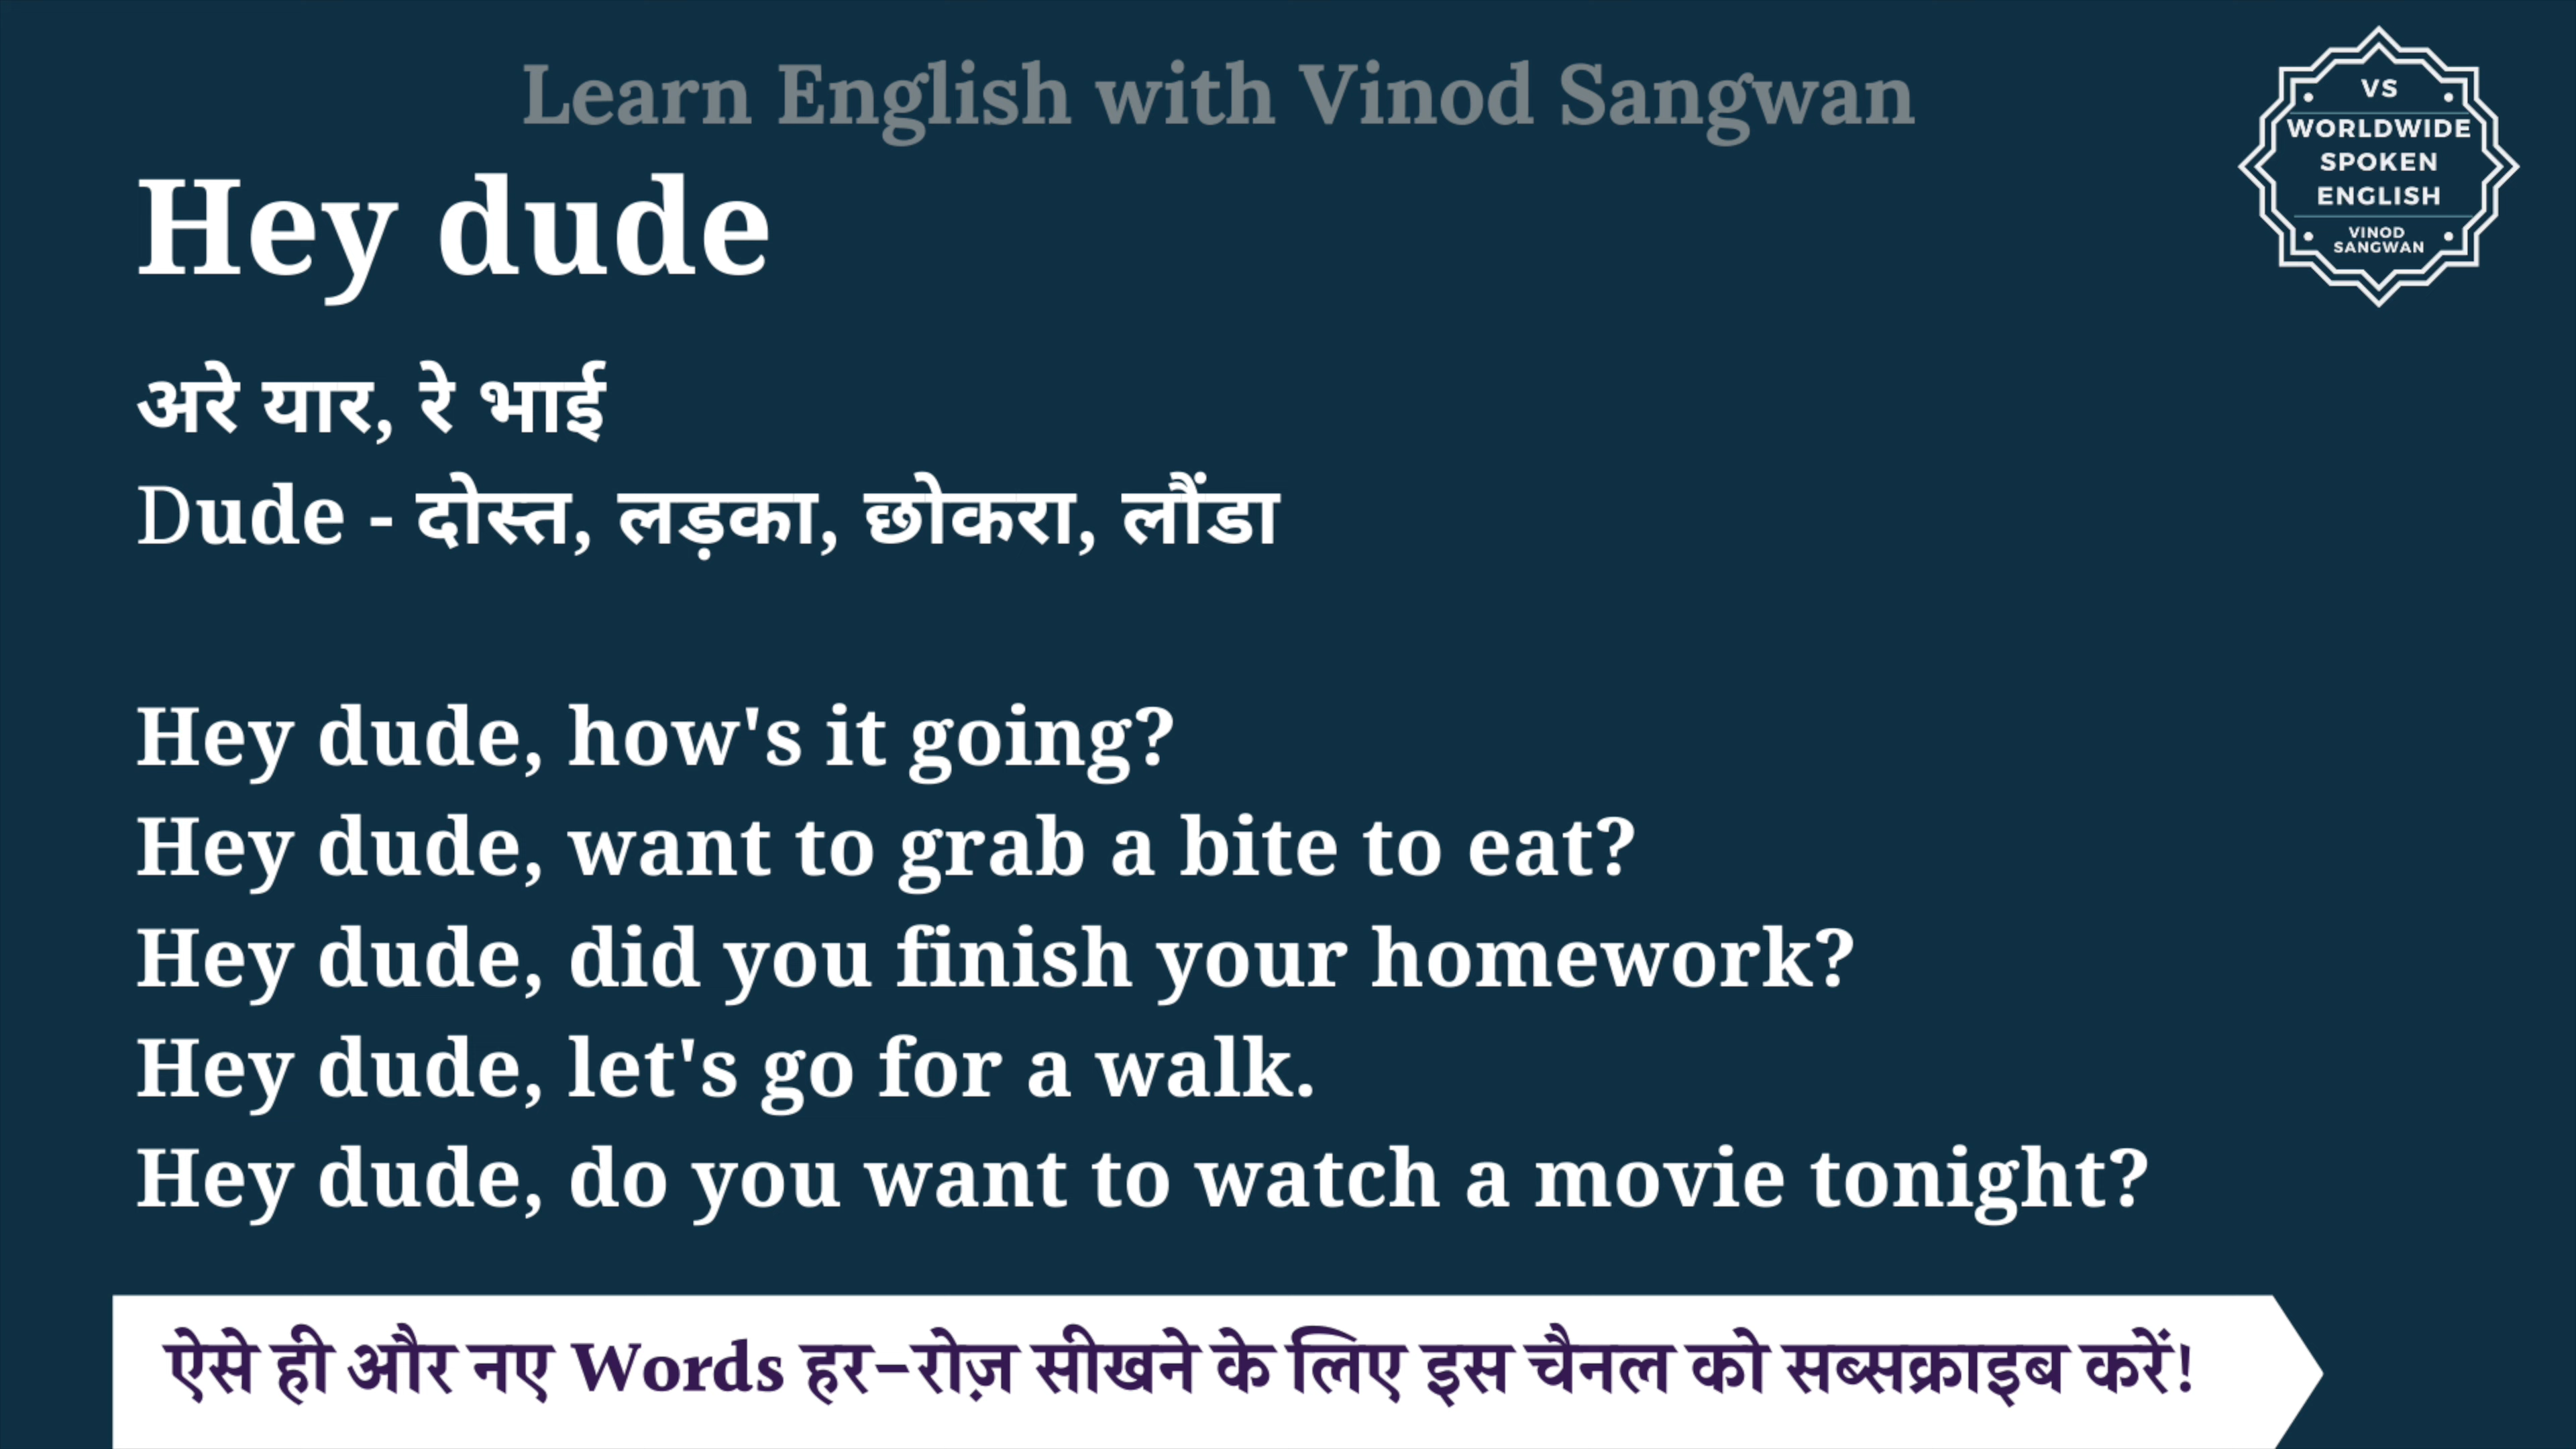 Learn English with Vinod Sangwan
VS
WORLDWIDE
SPOKEN
ENGLISH
VINOD
SANGWAN
Hey dude
अरे यार, रे भाई
Dude - दोस्त, लड़का, छोकरा, लौंडा
Hey dude, how's it going?
Hey dude, want to grab a bite to eat?
Hey dude, did you finish your homework?
Hey dude, let's go for a walk.
Hey dude, do you want to watch a movie tonight?
ऐसे ही और नए Words हर-रोज़ सीखने के लिए इस चैनल को सब्सक्राइब करें!